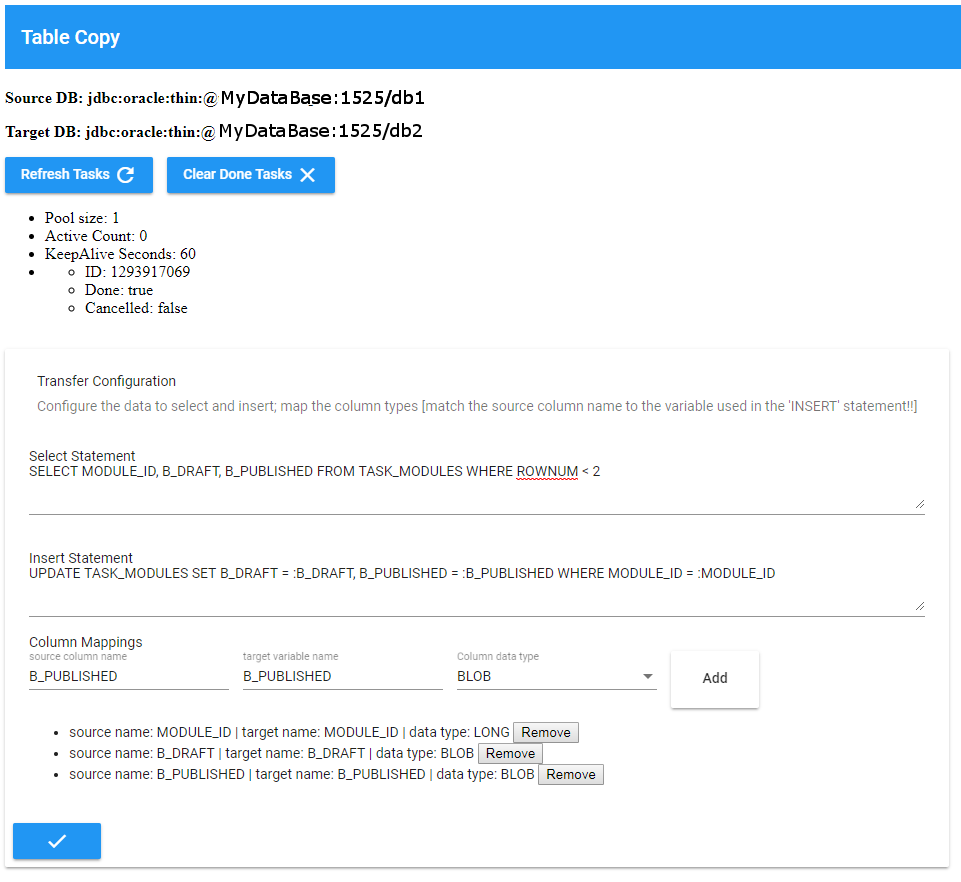 Table Copy
Source DB: jdbc:oracle:thin:@ MyDataBase:1525/db1
Target DB: jdbc:oracle:thin:@ MyDataBase:1525/db2
Refresh Tasks Clear Done Tasks
Pool size: 1
Active Count: 0
KeepAlive Seconds: 60
ID: 1293917069
Done: true
Cancelled: false
Transfer Configuration
Configure the data to select and insert; map the column types [match the source column name to the variable used in the 'INSERT' statement!!]
Select Statement
SELECT MODULE_ID, B_DRAFT, B_PUBLISHED FROM TASK_MODULES WHERE ROWNUM < 2
Insert Statement
UPDATE TASK_MODULES SET B_DRAFT = :B_DRAFT, B_PUBLISHED = :B_PUBLISHED WHERE MODULE_ID = :MODULE_ID
Column Mappings
source column name target variable name Column data type
B_PUBLISHED B_PUBLISHED BLOB Add
source name: MODULE_ID | target name: MODULE_ID | data type: LONG Remove
source name: B_DRAFT | target name: B_DRAFT | data type: BLOB Remove
source name: B_PUBLISHED | target name: B_PUBLISHED | data type: BLOB Remove